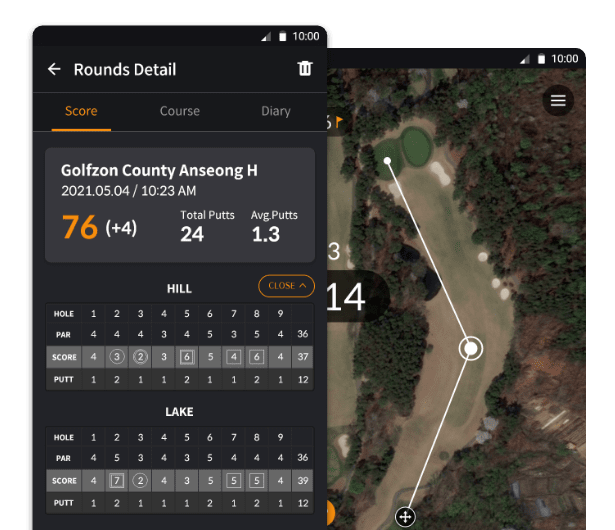 10:00
Rounds Detail
Score Course Diary
Golfzon County Anseong H
2021.05.04 / 10:23 AM
76 (+4)
Total Putts
24
Avg.Putts
1.3
HILL
CLOSE
HOLE 1 2 3 4 5 6 7 8 9
PAR 4 4 4 3 4 5 3 5 4 36
SCORE 4 3 2 3 6 5 4 6 4 37
PUTT 1 2 1 1 2 1 1 2 1 12
LAKE
HOLE 1 2 3 4 5 6 7 8 9
PAR 4 5 3 4 3 5 4 4 4 36
SCORE 4 7 2 4 3 5 5 5 4 39
PUTT 1 2 1 1 1 2 1 2 1 12
10:00
3
14